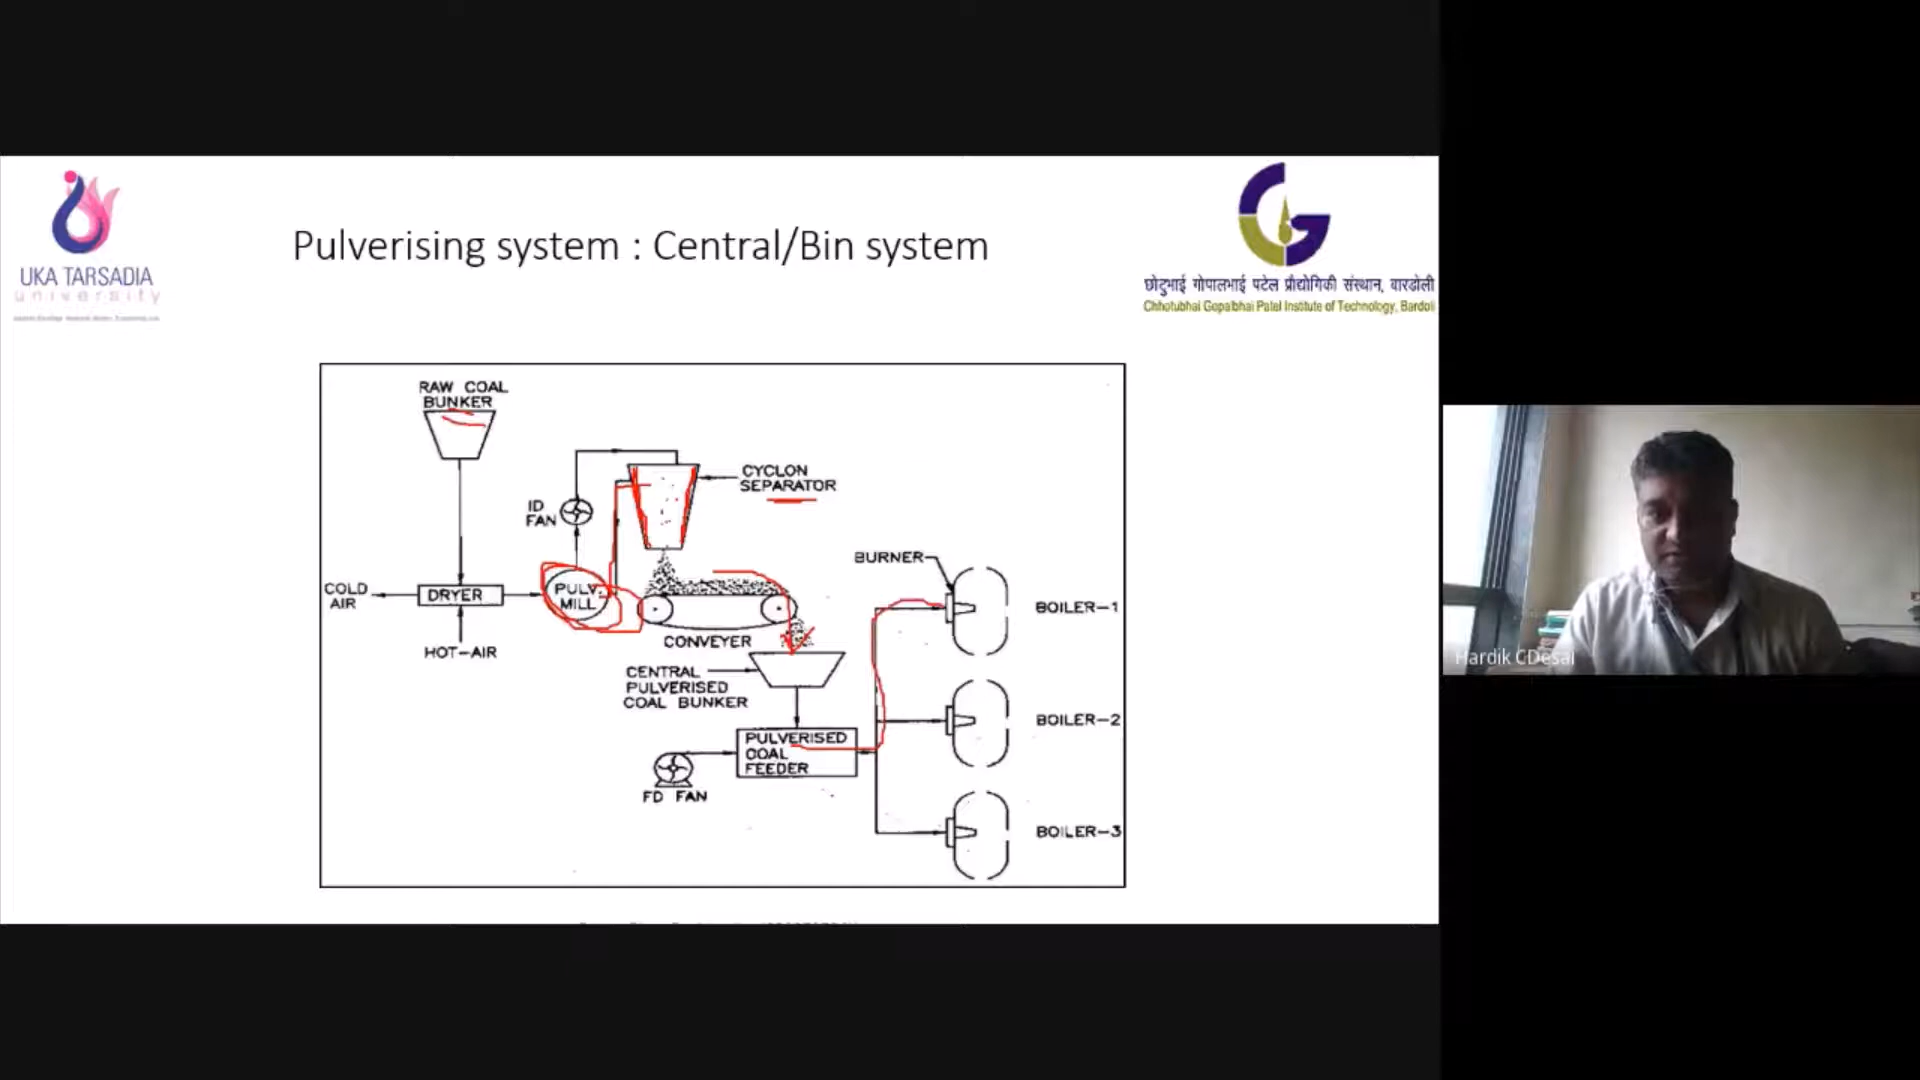 UKA TARSADIA
university
Pulverising system : Central/Bin system
छोटुभाई गोपालभाई पटेल प्रौद्योगिकी संस्थान, बारडोली
Chhotubhai Gopalbhai Patel Institute of Technology, Bardoli
RAW COAL
BUNKER
CYCLON
SEPARATOR
ID
FAN
BURNER
COLD
AIR
DRYER
PULV.
MILL
BOILER-1
HOT-AIR
CONVEYER
CENTRAL
PULVERISED
COAL BUNKER
BOILER-2
PULVERISED
COAL
FEEDER
FD FAN
BOILER-3
Hardik CDesai